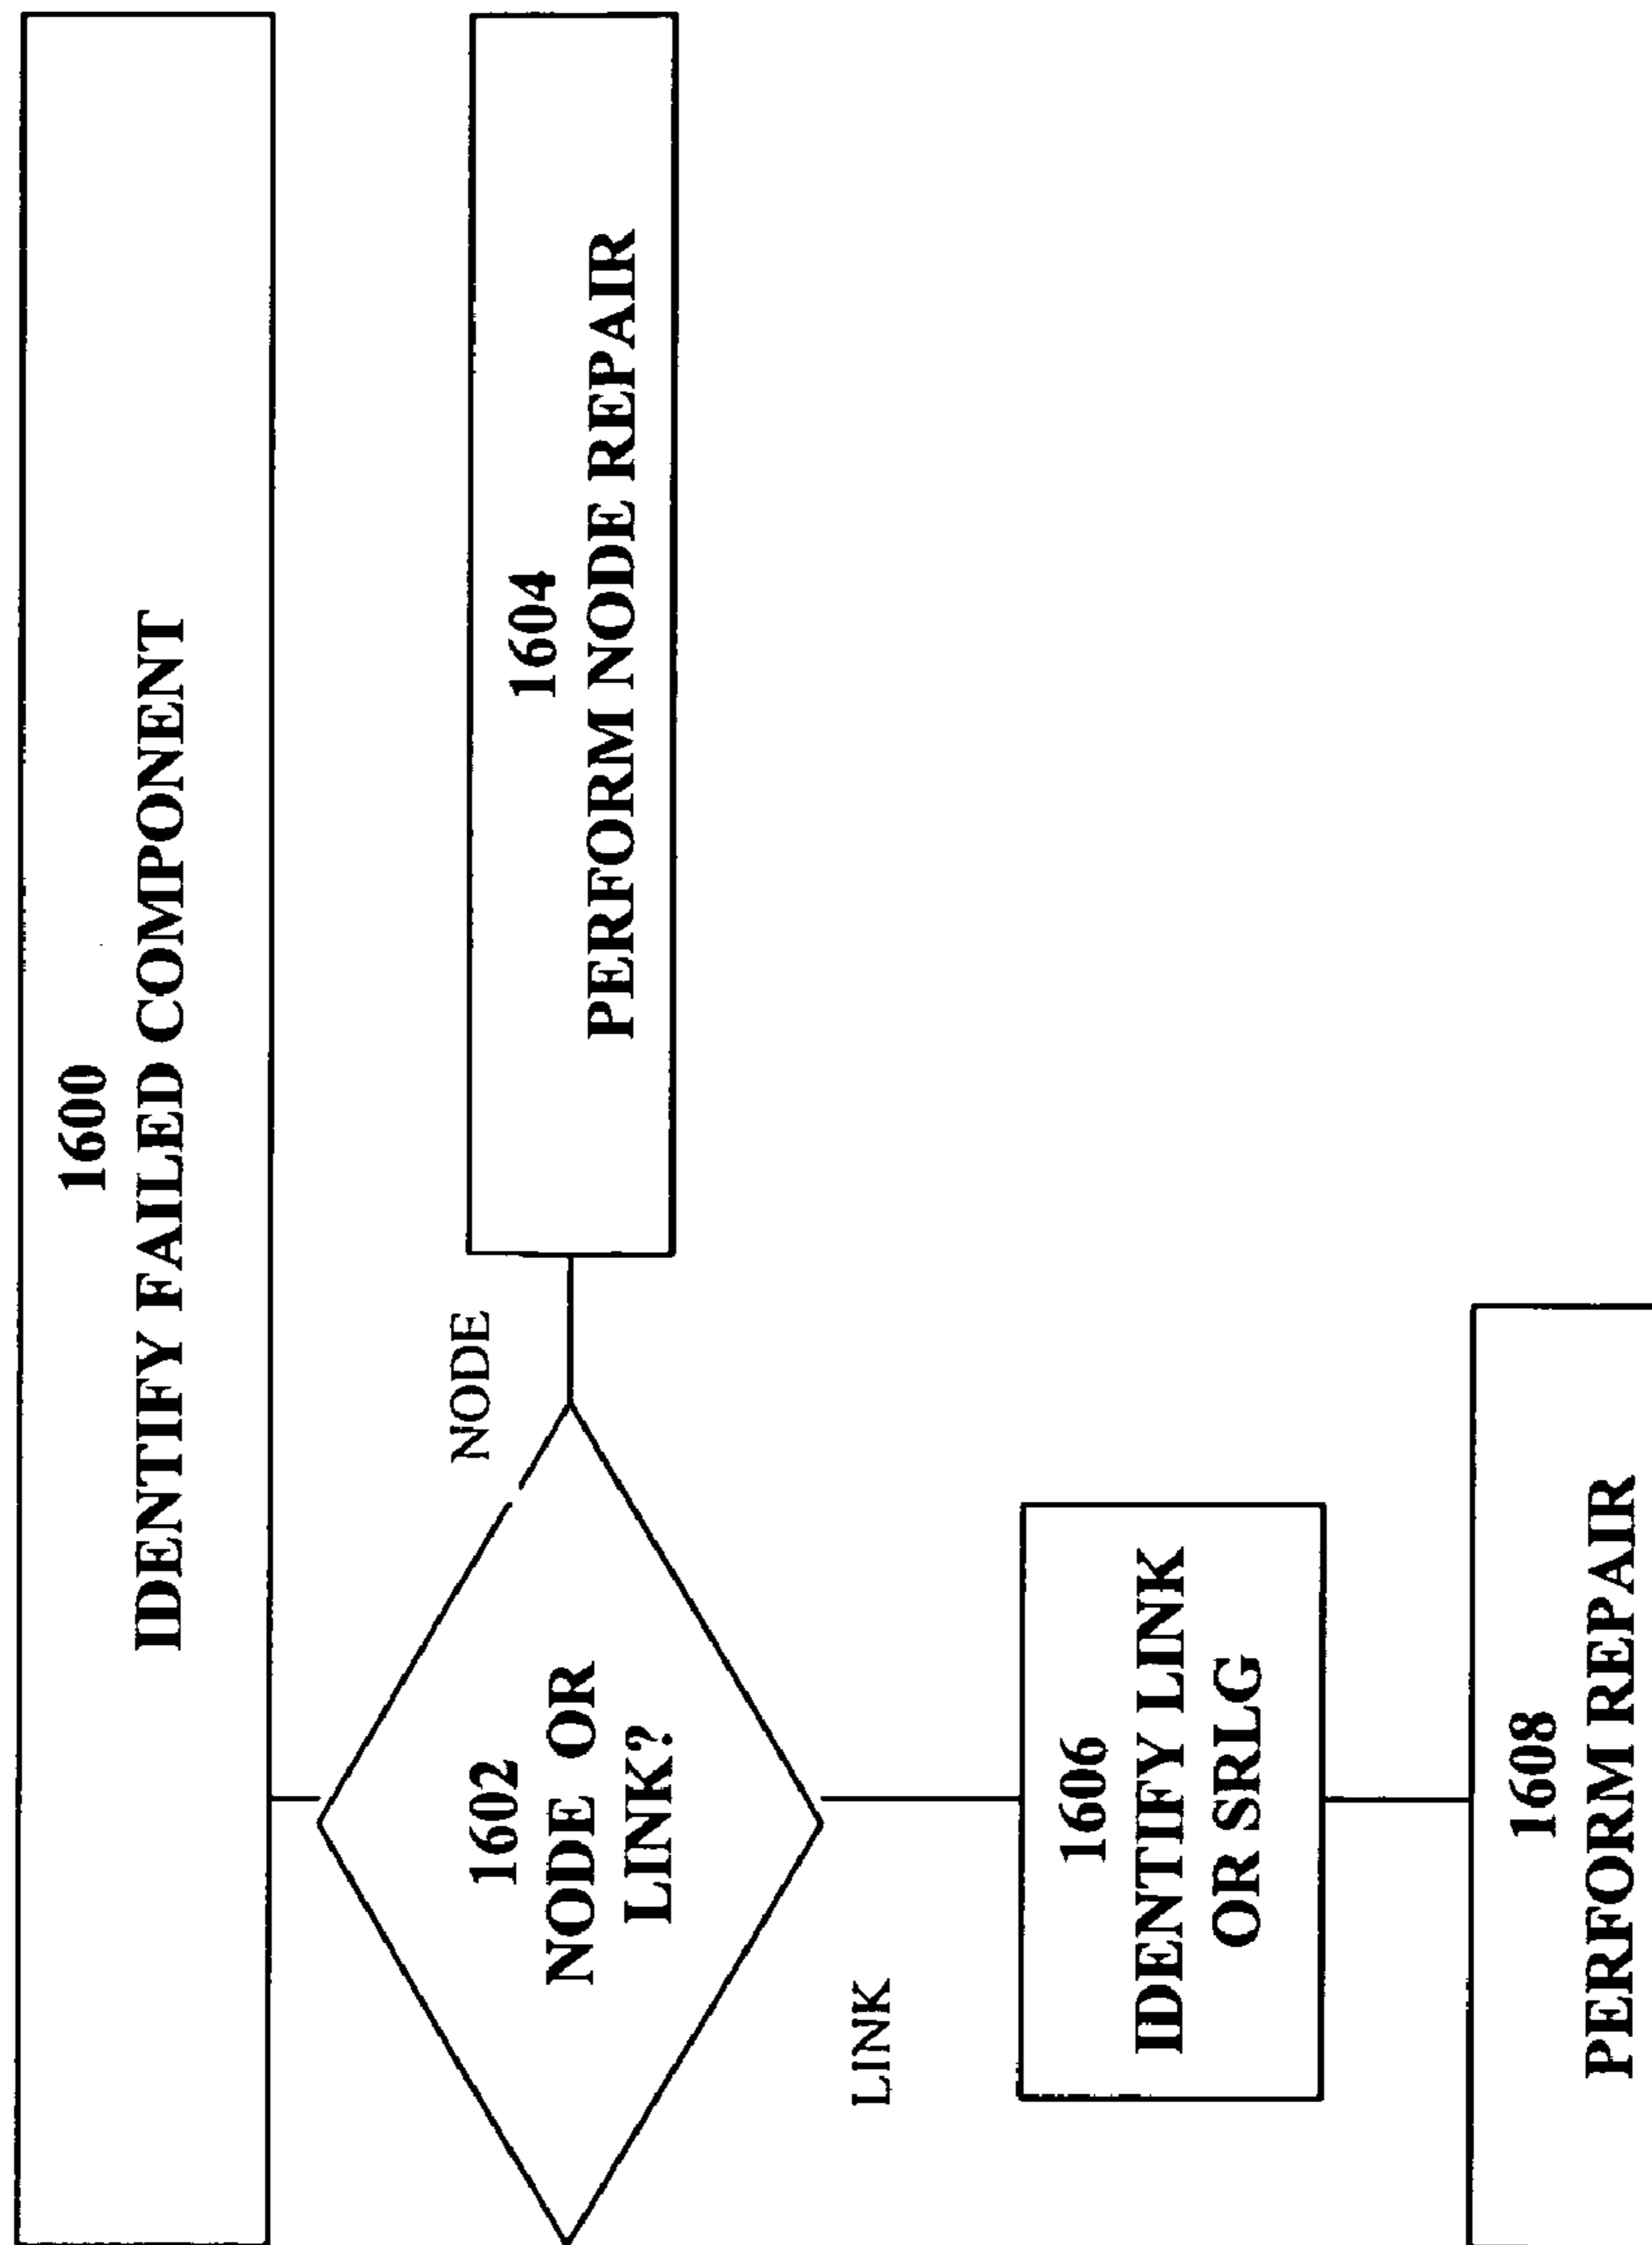 1600
IDENTIFY FAILED COMPONENT
1602
NODE OR
LINK?
NODE
1604
PERFORM NODE REPAIR
LINK
1606
IDENTIFY LINK
OR SRLG
1608
PERFORM REPAIR